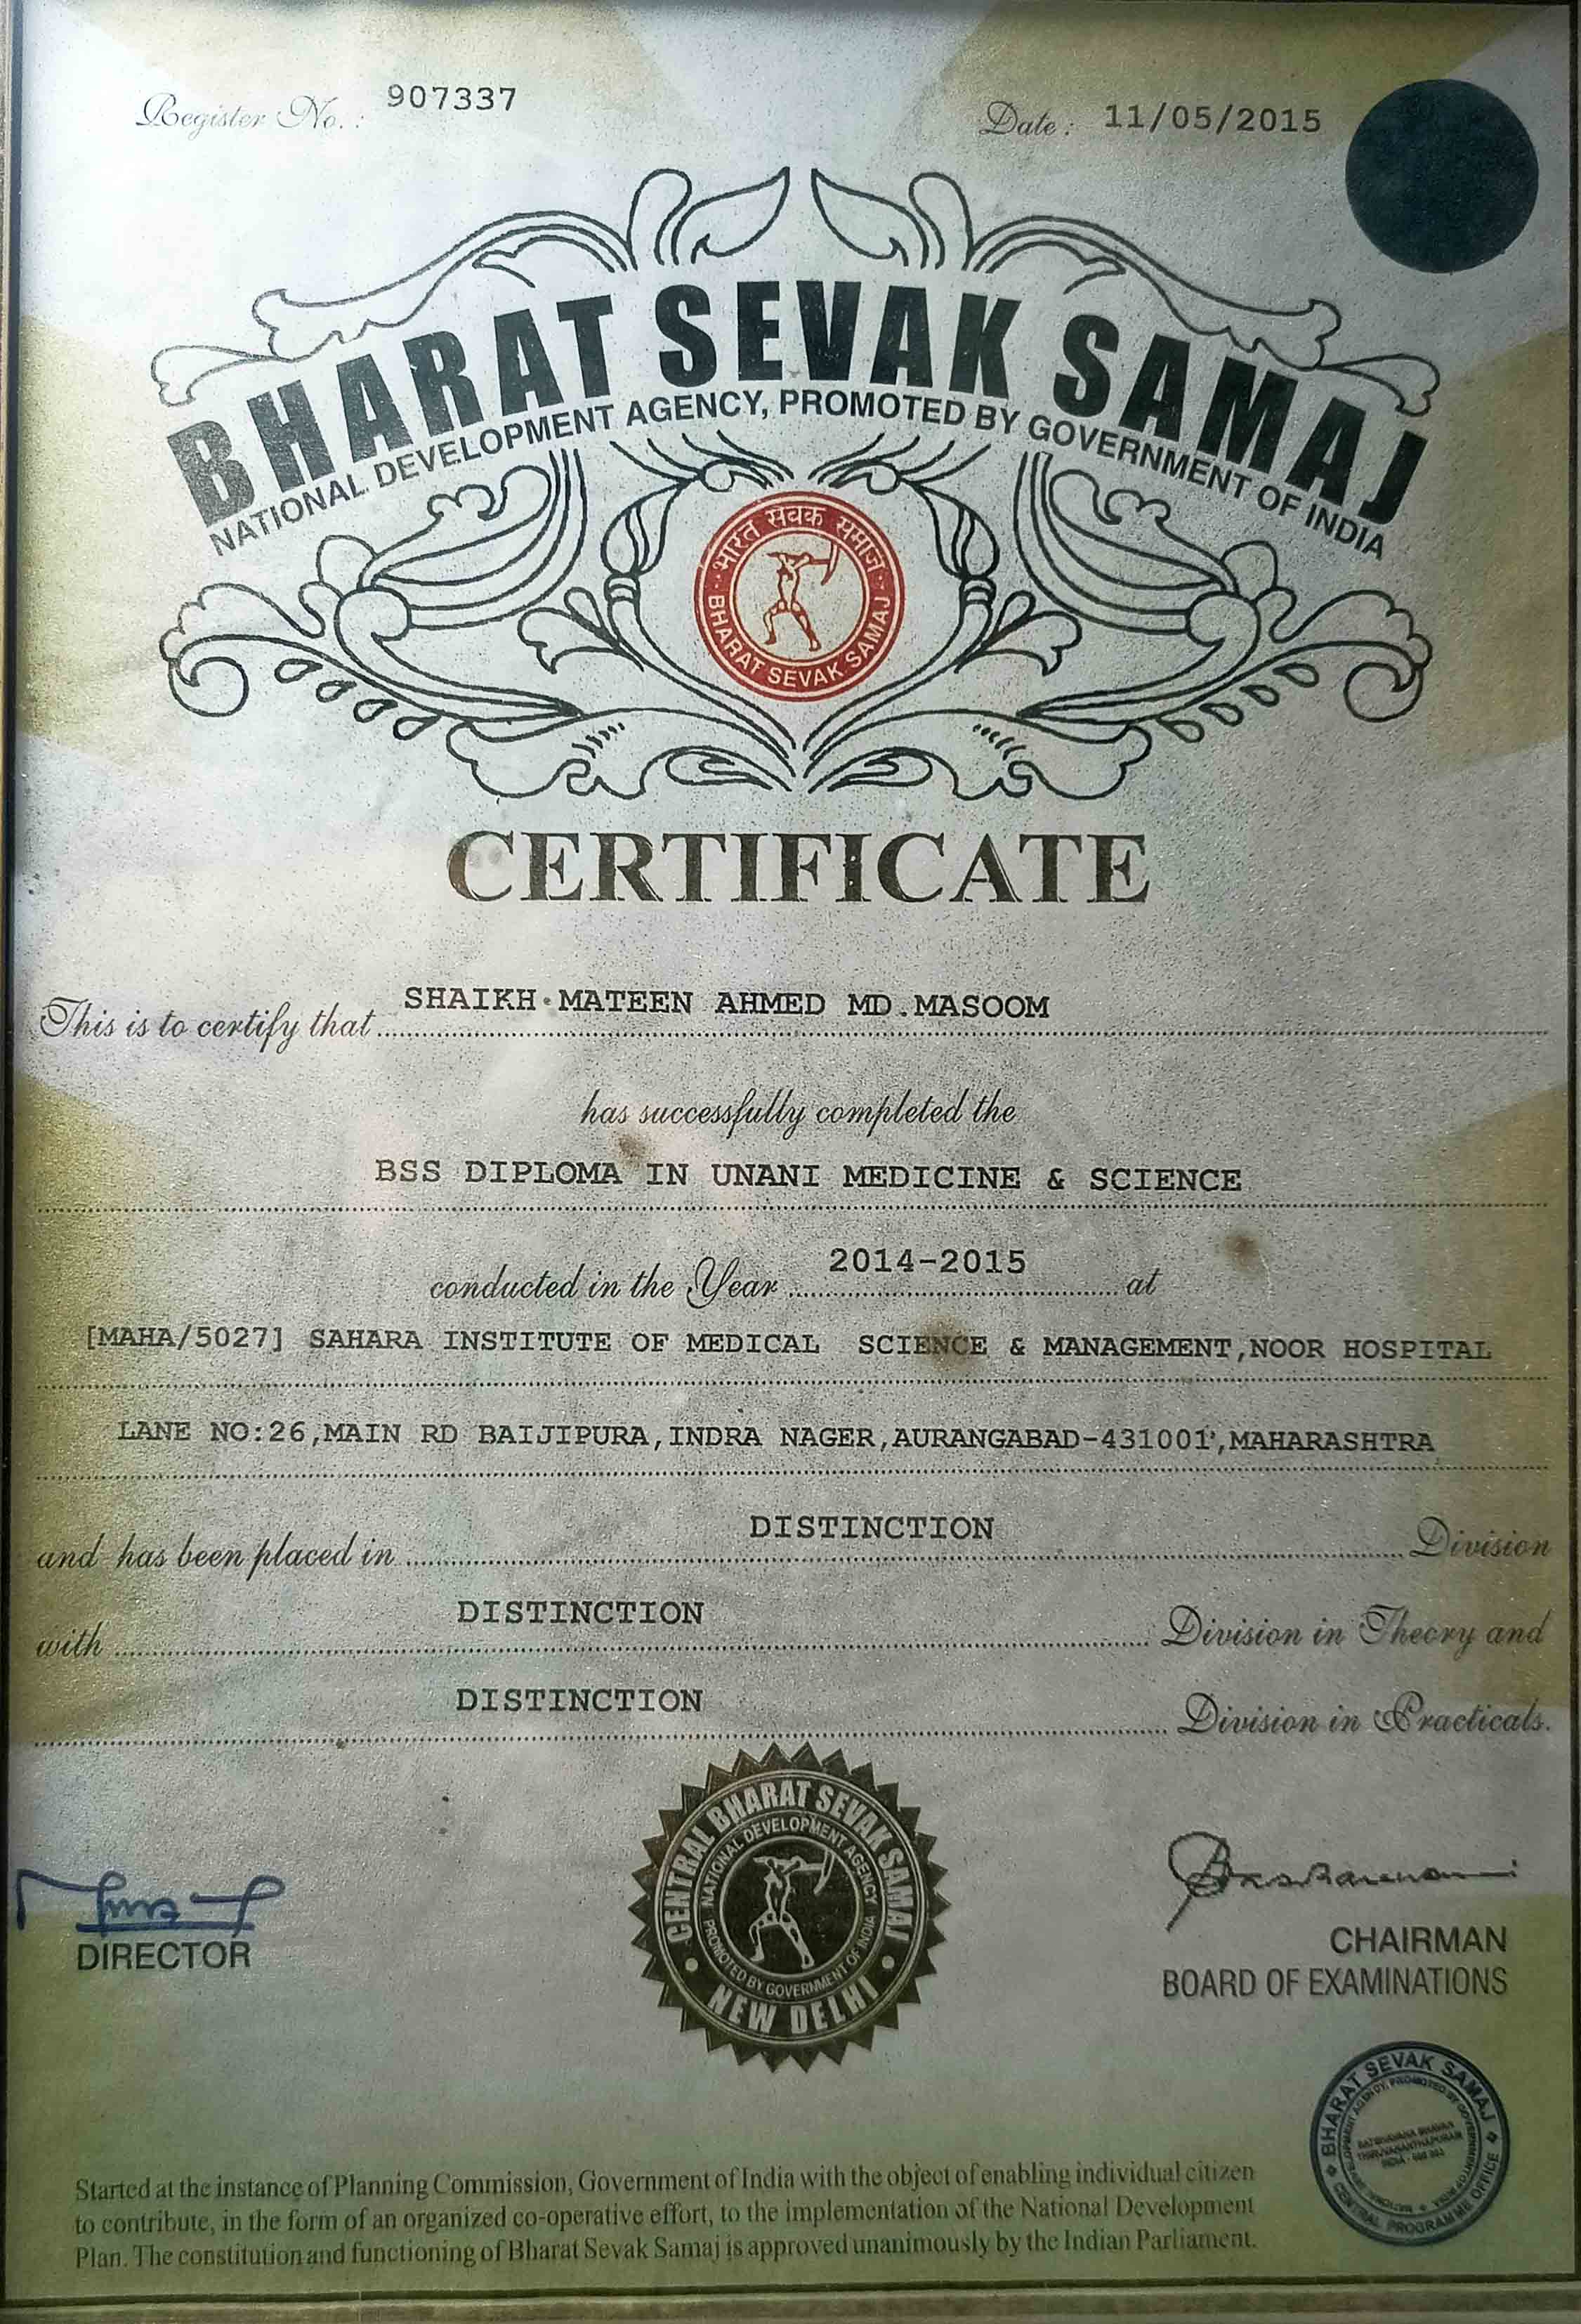 Register No. : 907337
Date : 11/05/2015
BHARAT SEVAK SAMAJ
NATIONAL DEVELOPMENT AGENCY, PROMOTED BY GOVERNMENT OF INDIA
भारत सेवक समाज
BHARAT SEVAK SAMAJ
CERTIFICATE
This is to certify that SHAIKH MATEEN AHMED MD.MASOOM
has successfully completed the
BSS DIPLOMA IN UNANI MEDICINE & SCIENCE
conducted in the Year 2014-2015 at
[MAHA/5027] SAHARA INSTITUTE OF MEDICAL SCIENCE & MANAGEMENT,NOOR HOSPITAL
LANE NO:26,MAIN RD BAIJIPURA,INDRA NAGER,AURANGABAD-431001,MAHARASHTRA
and has been placed in DISTINCTION Division
with DISTINCTION Division in Theory and
DISTINCTION Division in Practicals.
CENTRAL BHARAT SEVAK SAMAJ
NATIONAL DEVELOPMENT AGENCY
PROMOTED BY GOVERNMENT OF INDIA
NEW DELHI
DIRECTOR
CHAIRMAN
BOARD OF EXAMINATIONS
BHARAT SEVAK SAMAJ
CENTRAL PROGRAMME OFFICE
Started at the instance of Planning Commission, Government of India with the object of enabling individual citizen
to contribute, in the form of an organized co-operative effort, to the implementation of the National Development
Plan. The constitution and functioning of Bharat Sevak Samaj is approved unanimously by the Indian Parliament.